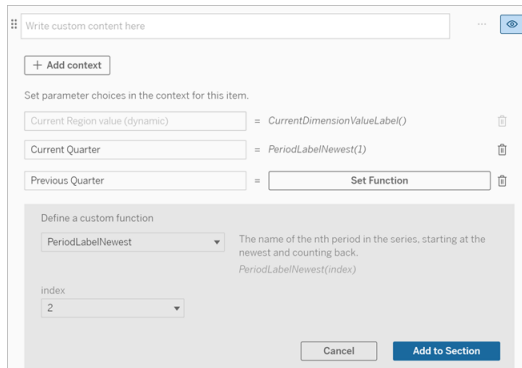 Write custom content here
+ Add context
Set parameter choices in the context for this item.
Current Region value (dynamic) = CurrentDimensionValueLabel()
Current Quarter = PeriodLabelNewest(1)
Previous Quarter = Set Function
Define a custom function
PeriodLabelNewest
The name of the nth period in the series, starting at the
newest and counting back.
PeriodLabelNewest(index)
index
2
Cancel Add to Section